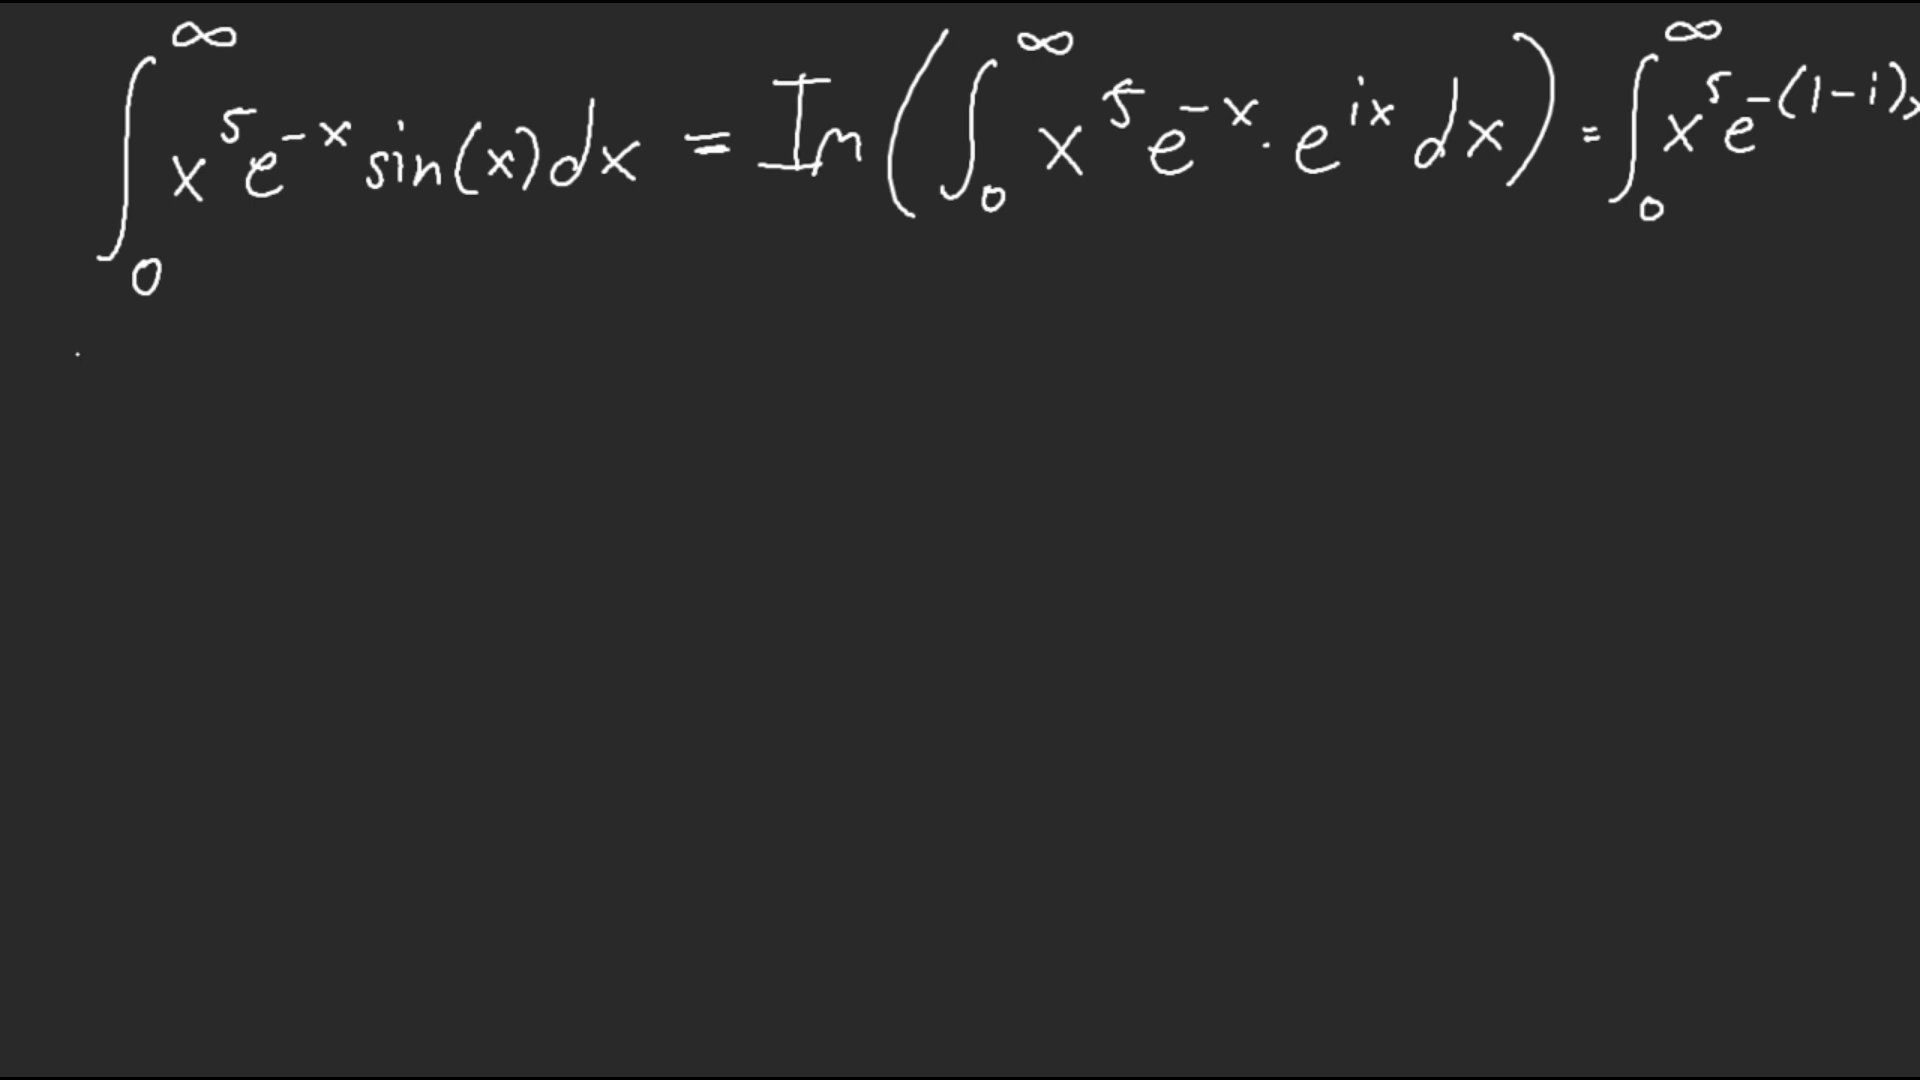 ∫₀^∞ x⁵e⁻ˣ sin(x)dx = Im(∫₀^∞ x⁵e⁻ˣ·e^{ix}dx) = ∫₀^∞ x⁵e^{-(1-i)x}